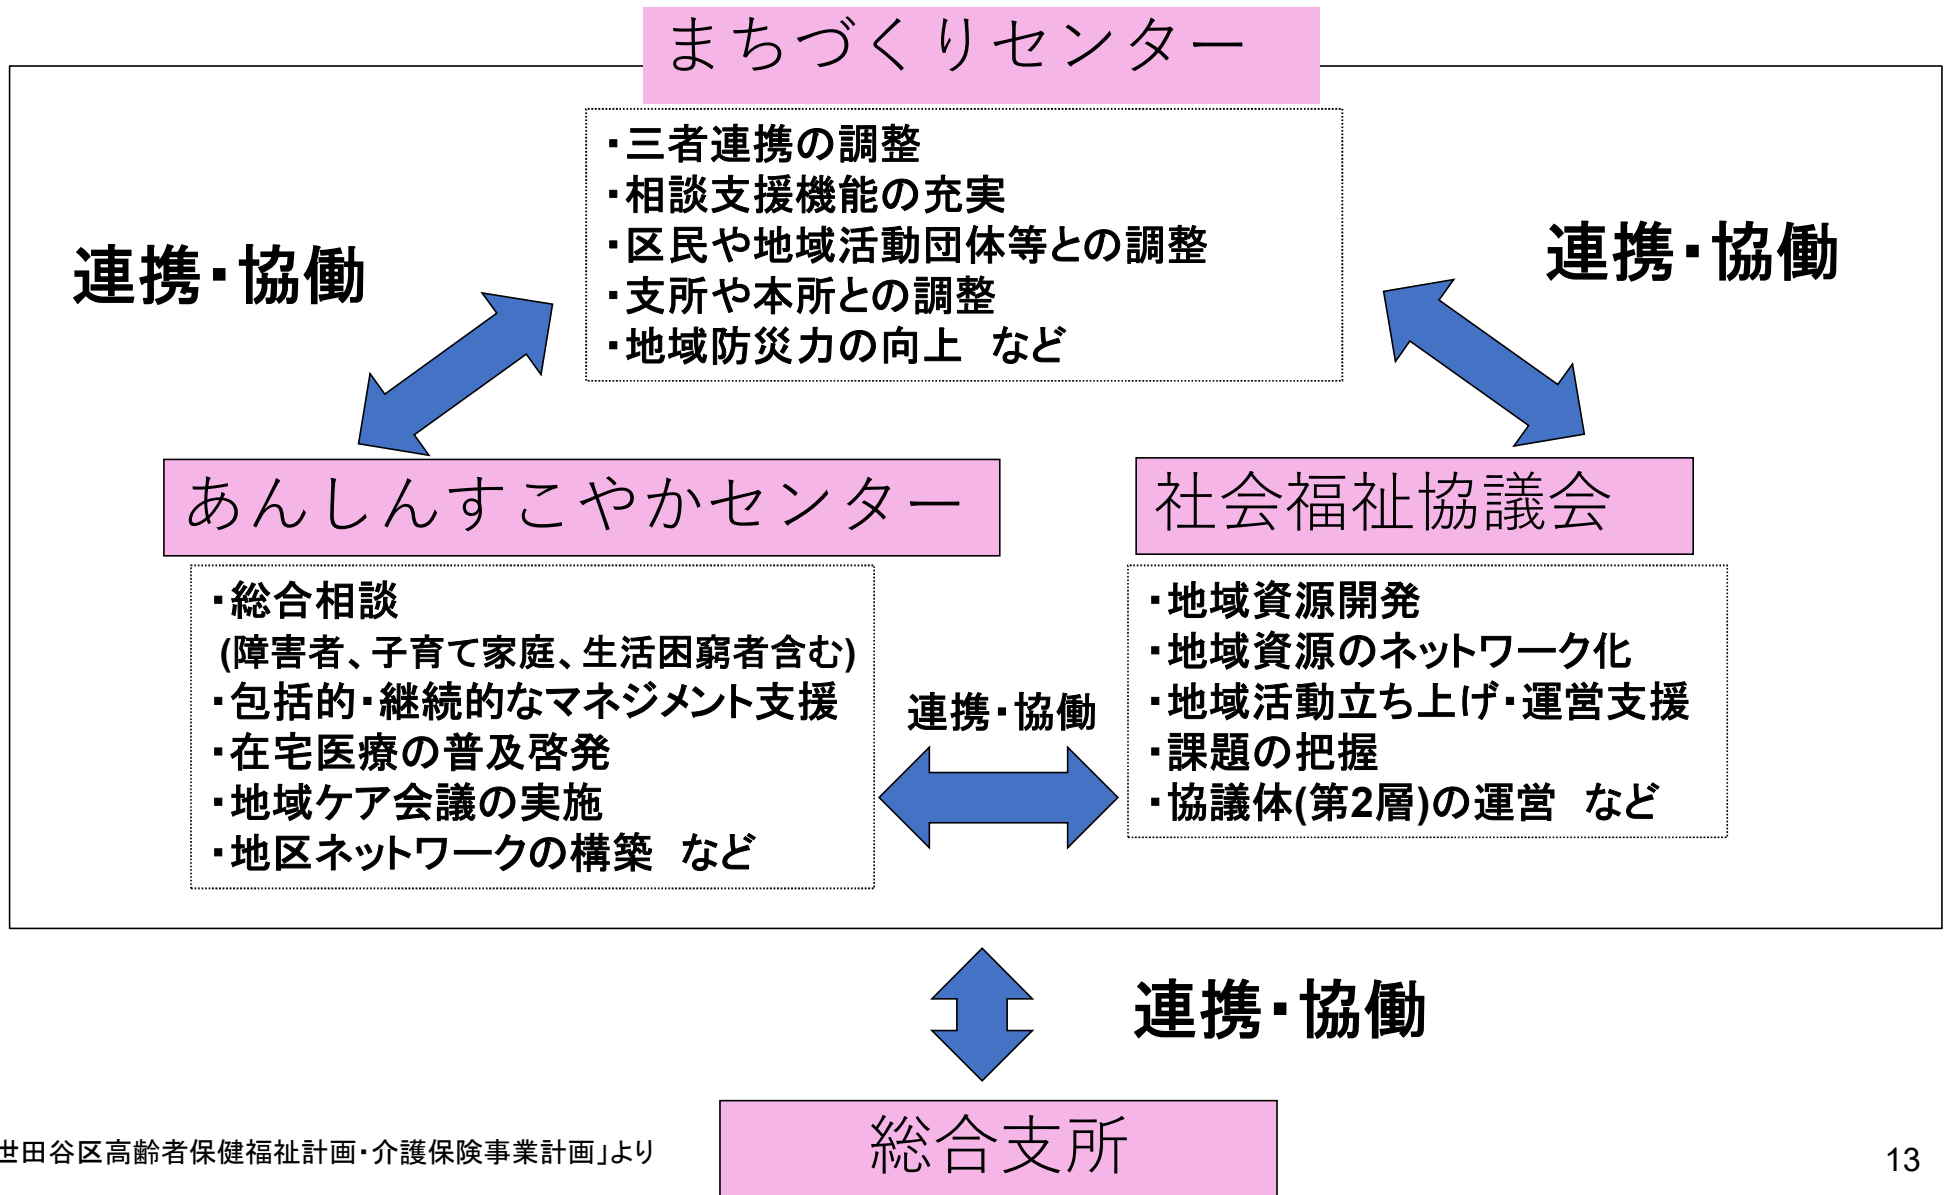 まちづくりセンター
・三者連携の調整
・相談支援機能の充実
・区民や地域活動団体等との調整
・支所や本所との調整
・地域防災力の向上　など
連携・協働
連携・協働
あんしんすこやかセンター
・総合相談
(障害者、子育て家庭、生活困窮者含む)
・包括的・継続的なマネジメント支援
・在宅医療の普及啓発
・地域ケア会議の実施
・地区ネットワークの構築　など
連携・協働
社会福祉協議会
・地域資源開発
・地域資源のネットワーク化
・地域活動立ち上げ・運営支援
・課題の把握
・協議体(第2層)の運営　など
連携・協働
総合支所
世田谷区高齢者保健福祉計画・介護保険事業計画」より
13